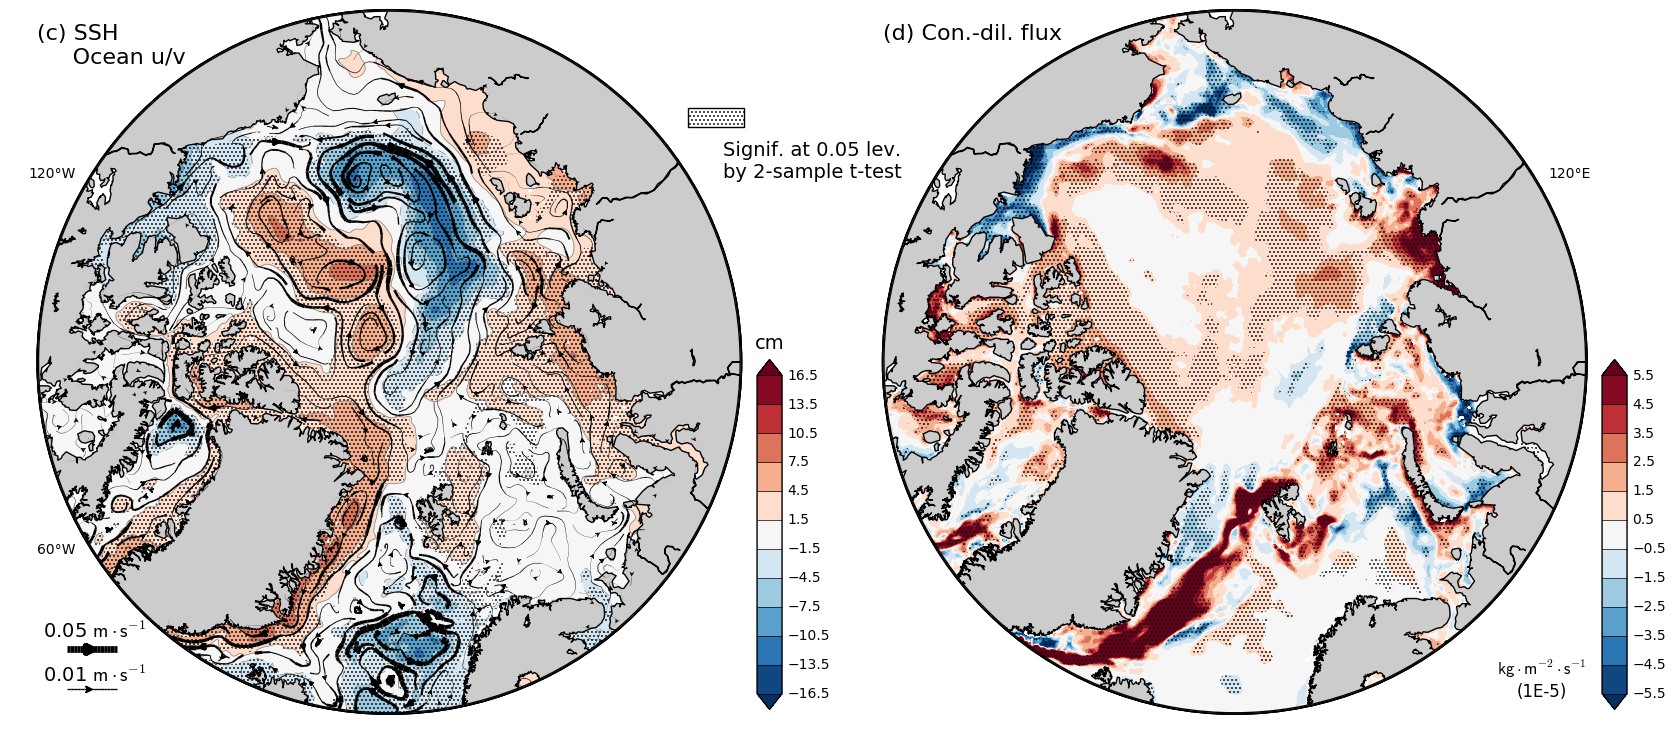 (c) SSH
Ocean u/v
(d) Con.-dil. flux
Signif. at 0.05 lev.
by 2-sample t-test
120°W
120°E
60°W
0.05 m · s⁻¹
0.01 m · s⁻¹
cm
16.5
13.5
10.5
7.5
4.5
1.5
−1.5
−4.5
−7.5
−10.5
−13.5
−16.5
5.5
4.5
3.5
2.5
1.5
0.5
−0.5
−1.5
−2.5
−3.5
−4.5
−5.5
kg · m⁻² · s⁻¹
(1E-5)